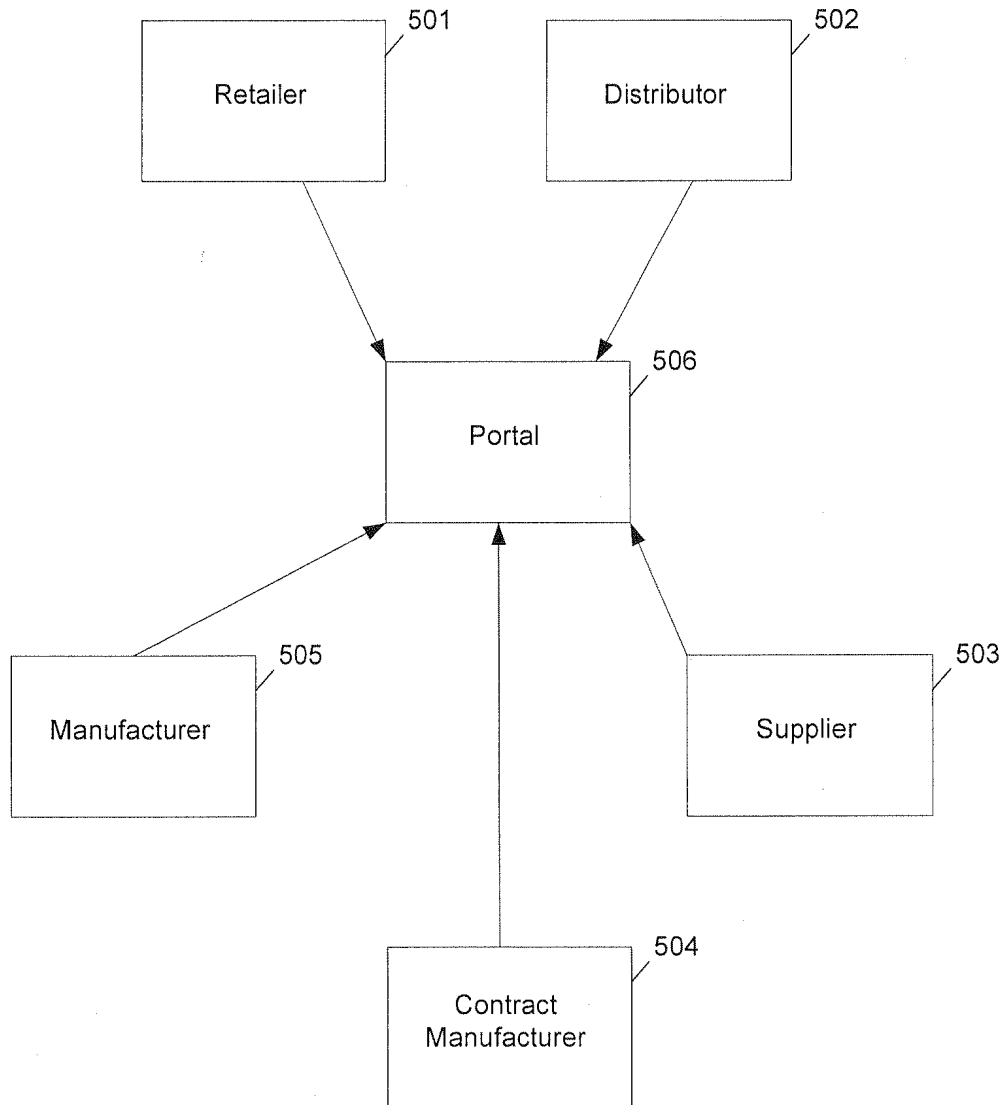 501
Retailer
502
Distributor
506
Portal
505
Manufacturer
503
Supplier
504
Contract
Manufacturer